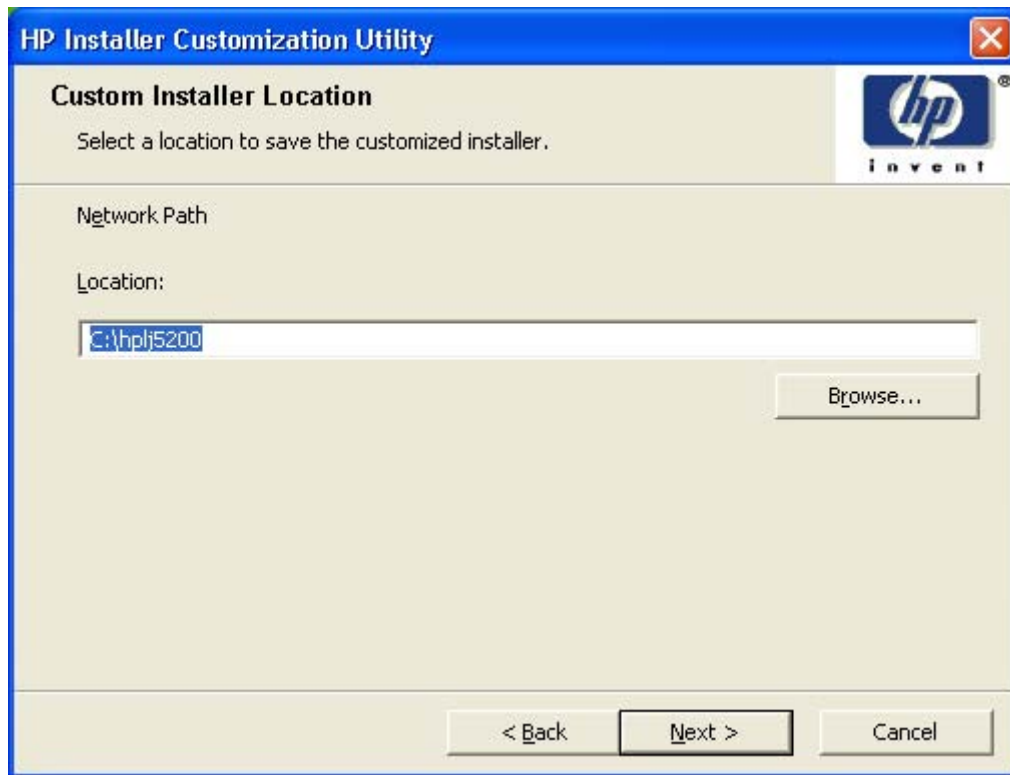 HP Installer Customization Utility
Custom Installer Location
Select a location to save the customized installer.
hp
®
invent
Network Path
Location:
C:\hplj5200
Browse...
< Back
Next >
Cancel